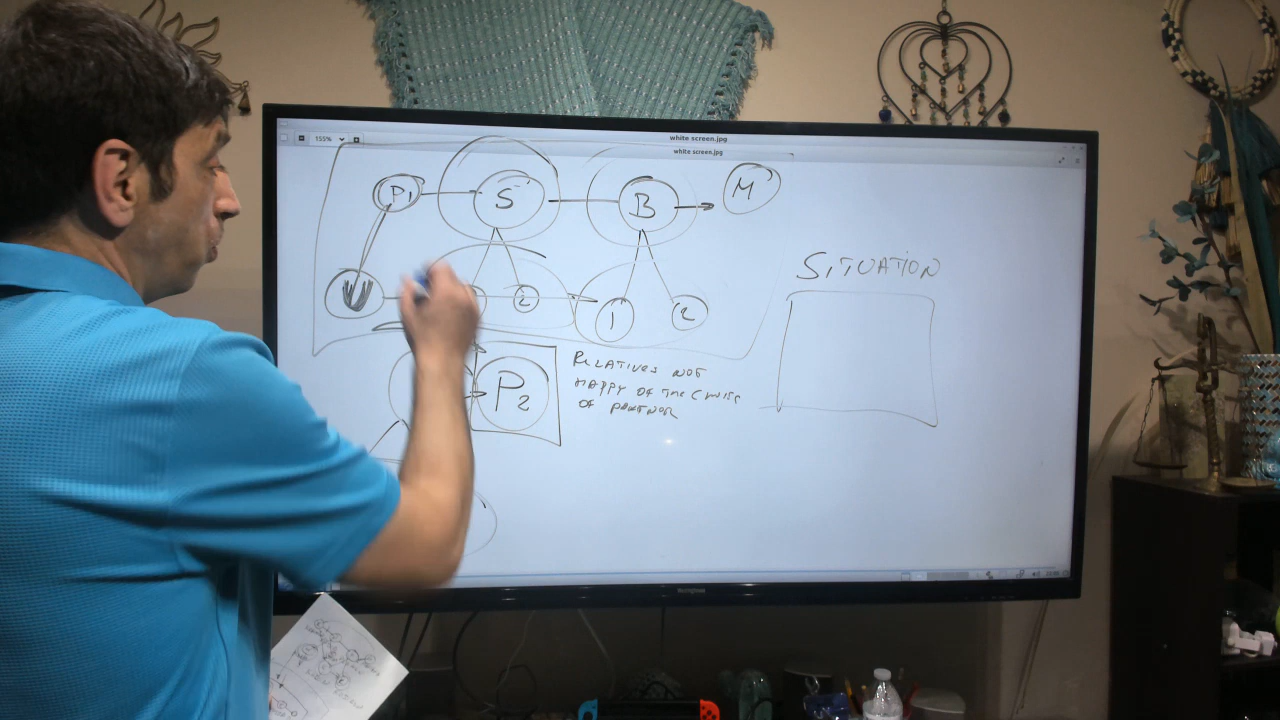 white screen.jpg
155%
white screen.jpg
P1
S
B
M
SITUATION
W
2
1
2
P2
RELATIVES NOT
HAPPY OF THE
OF PARTNER
Westinghouse